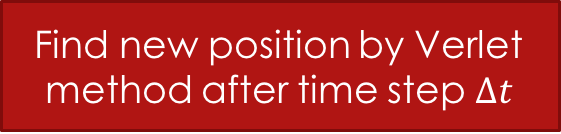 Find new position by Verlet
method after time step Δ𝑡